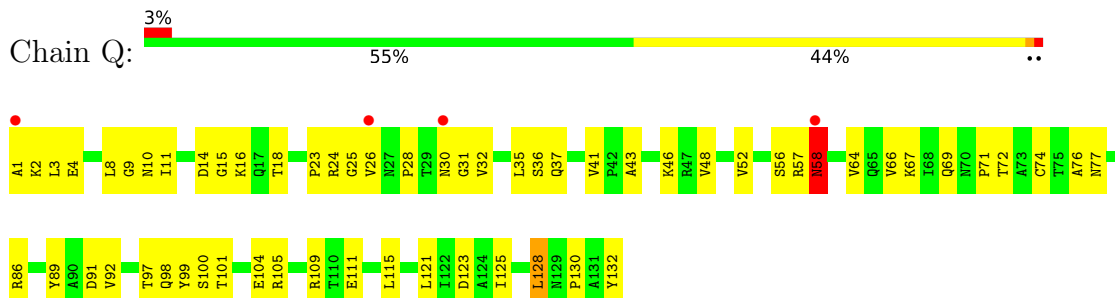 3%
Chain Q:
55% 44% ••
A1 K2 L3 E4 L8 G9 N10 I11 D14 G15 K16 Q17 T18 P23 R24 G25 V26 N27 P28 T29 N30 G31 V32 L35 S36 Q37 V41 P42 A43 K46 R47 V48 V52 S56 R57 N58 V64 Q65 V66 K67 I68 Q69 N70 P71 T72 A73 C74 T75 A76 N77
R86 Y89 A90 D91 V92 T97 Q98 Y99 S100 T101 E104 R105 R109 T110 E111 L115 L121 I122 D123 A124 I125 L128 N129 P130 A131 Y132